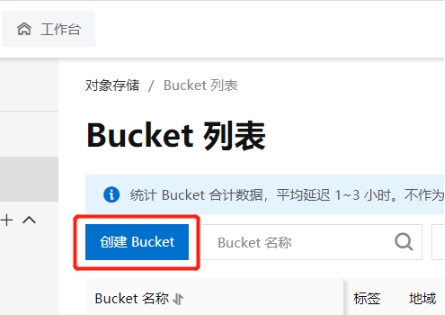 工作台
对象存储 / Bucket 列表
Bucket 列表
统计 Bucket 合计数据，平均延迟 1~3 小时。不作为
创建 Bucket
Bucket 名称
Bucket 名称 标签 地域